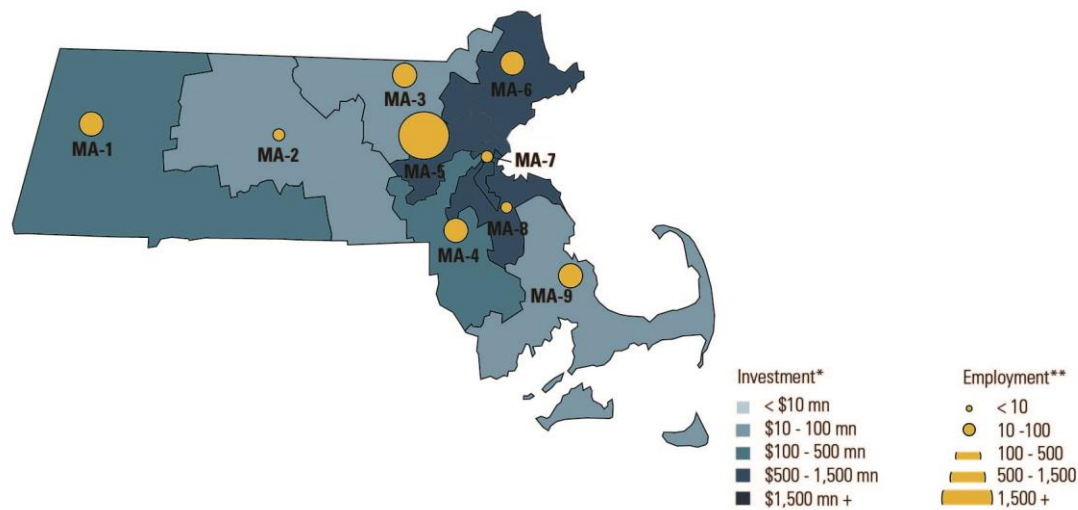 MA-6
MA-3
MA-1
MA-2
MA-7
MA-5
MA-8
MA-4
MA-9
Investment*
< $10 mn
$10 - 100 mn
$100 - 500 mn
$500 - 1,500 mn
$1,500 mn +
Employment**
< 10
10 -100
100 - 500
500 - 1,500
1,500 +